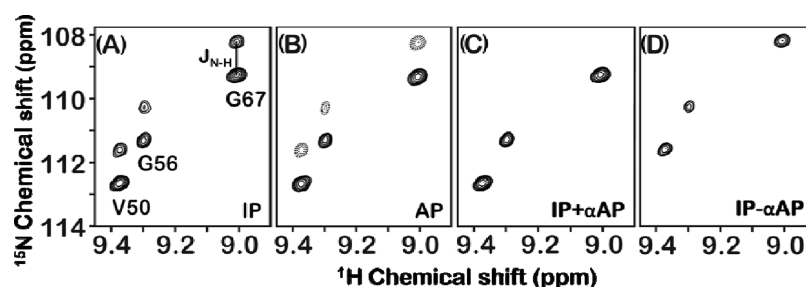 (A) (B) (C) (D)
108
110
112
114
J_N-H
G67
G56
V50
IP
AP
IP+αAP
IP-αAP
9.4 9.2 9.0 9.4 9.2 9.0 9.4 9.2 9.0 9.4 9.2 9.0
¹⁵N Chemical shift (ppm)
¹H Chemical shift (ppm)